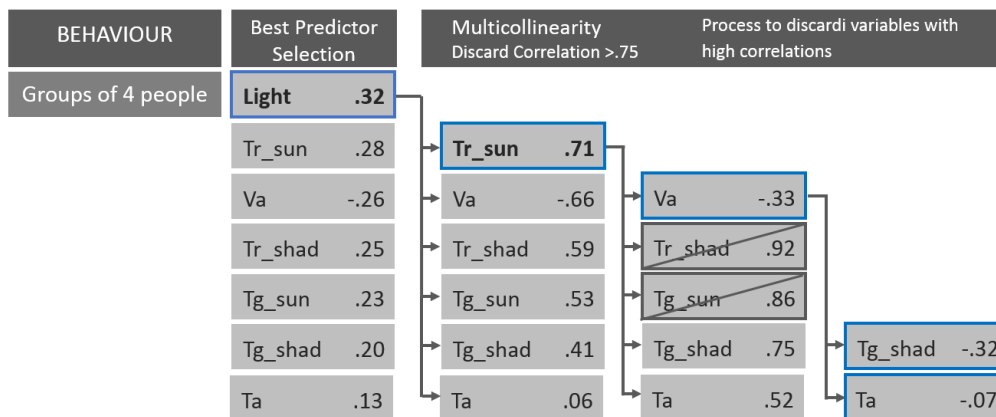 BEHAVIOUR
Best Predictor
Selection
Multicollinearity
Discard Correlation >.75
Process to discardi variables with
high correlations
Groups of 4 people
Light .32
Tr_sun .28
Tr_sun .71
Va -.26
Va -.66
Va -.33
Tr_shad .25
Tr_shad .59
Tr_shad .92
Tg_sun .23
Tg_sun .53
Tg_sun .86
Tg_shad .20
Tg_shad .41
Tg_shad .75
Tg_shad -.32
Ta .13
Ta .06
Ta .52
Ta -.07